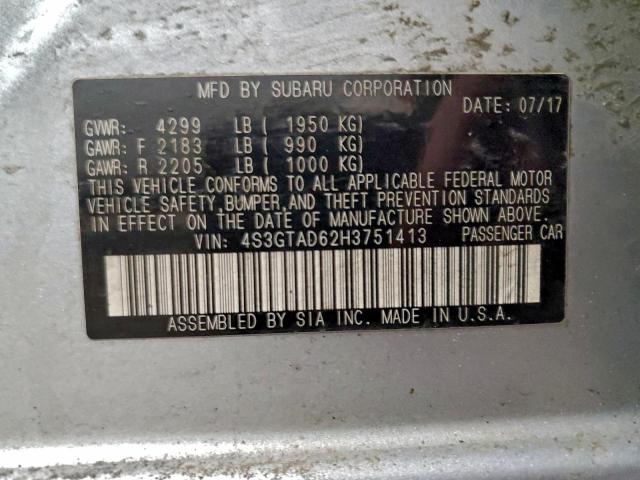 MFD BY SUBARU CORPORATION
DATE: 07/17
GVWR: 4299 LB ( 1950 KG)
GAWR: F 2183 LB ( 990 KG)
GAWR: R 2205 LB ( 1000 KG)
THIS VEHICLE CONFORMS TO ALL APPLICABLE FEDERAL MOTOR
VEHICLE SAFETY, BUMPER, AND THEFT PREVENTION STANDARDS
IN EFFECT ON THE DATE OF MANUFACTURE SHOWN ABOVE.
VIN: 4S3GTAD62H3751413 PASSENGER CAR
ASSEMBLED BY SIA INC. MADE IN U.S.A.